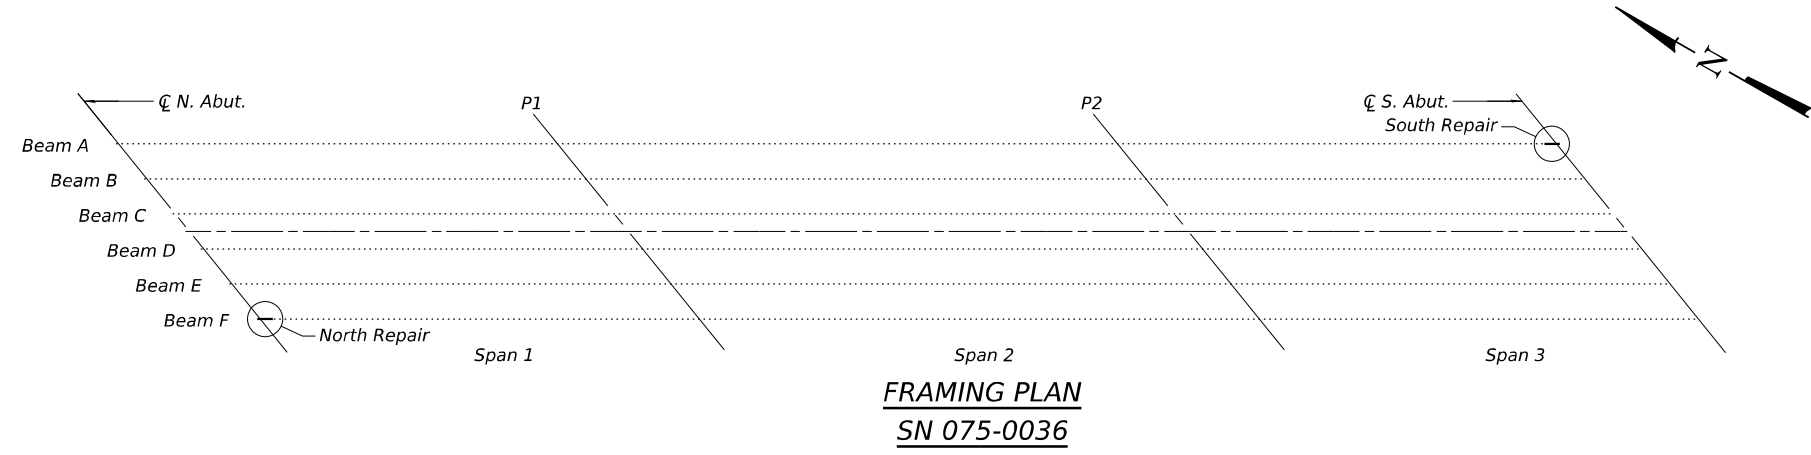 N
℄ N. Abut.
P1
P2
℄ S. Abut.
South Repair
Beam A
Beam B
Beam C
Beam D
Beam E
Beam F
North Repair
Span 1
Span 2
Span 3
FRAMING PLAN
SN 075-0036